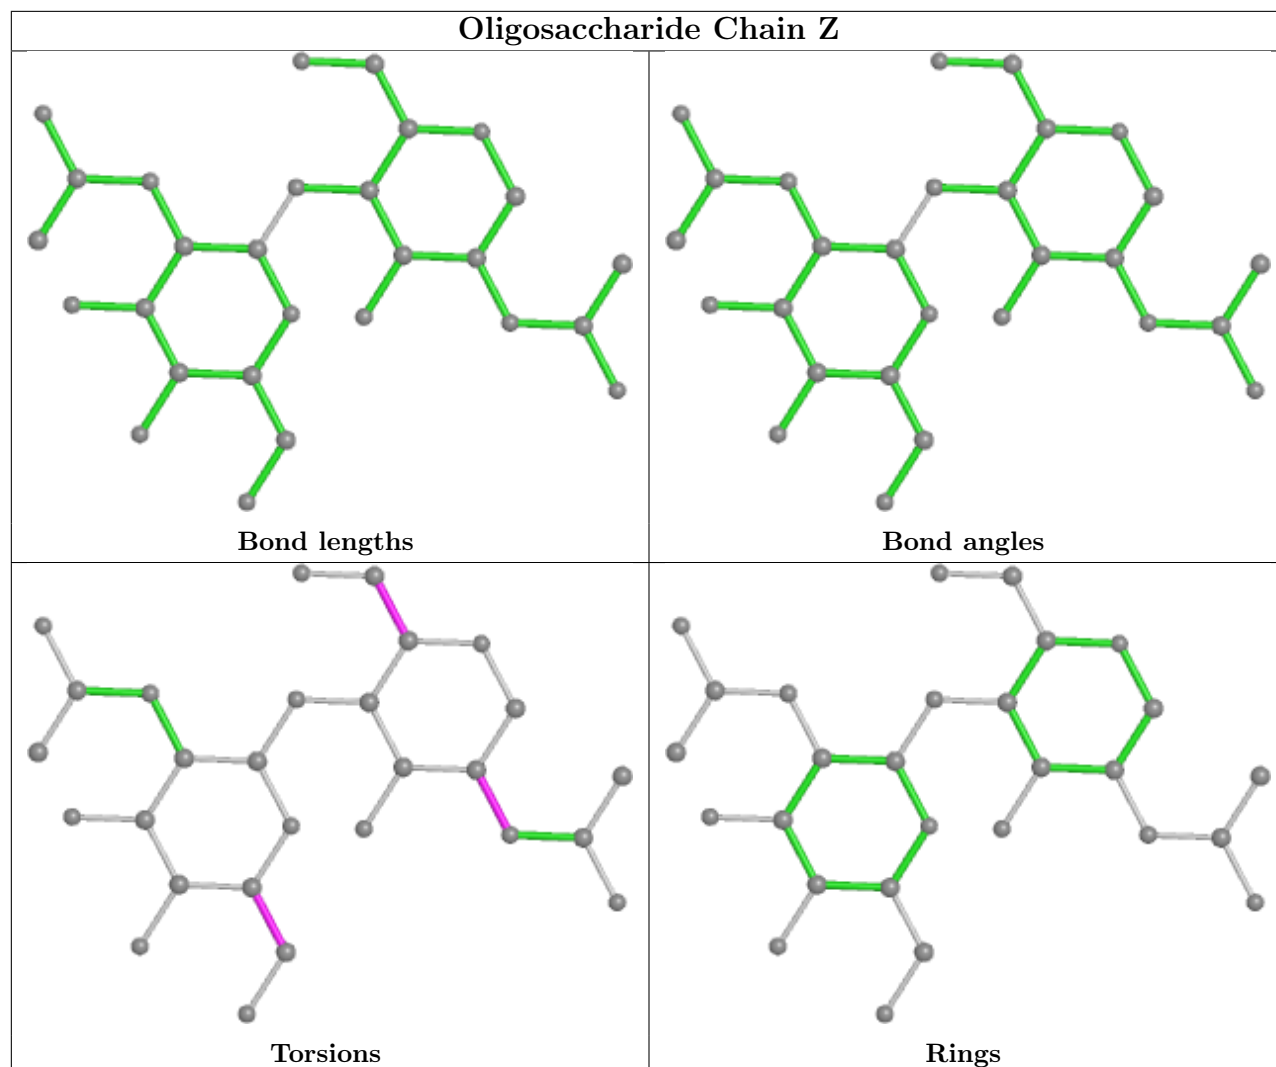 Oligosaccharide Chain Z
Bond lengths
Bond angles
Torsions
Rings